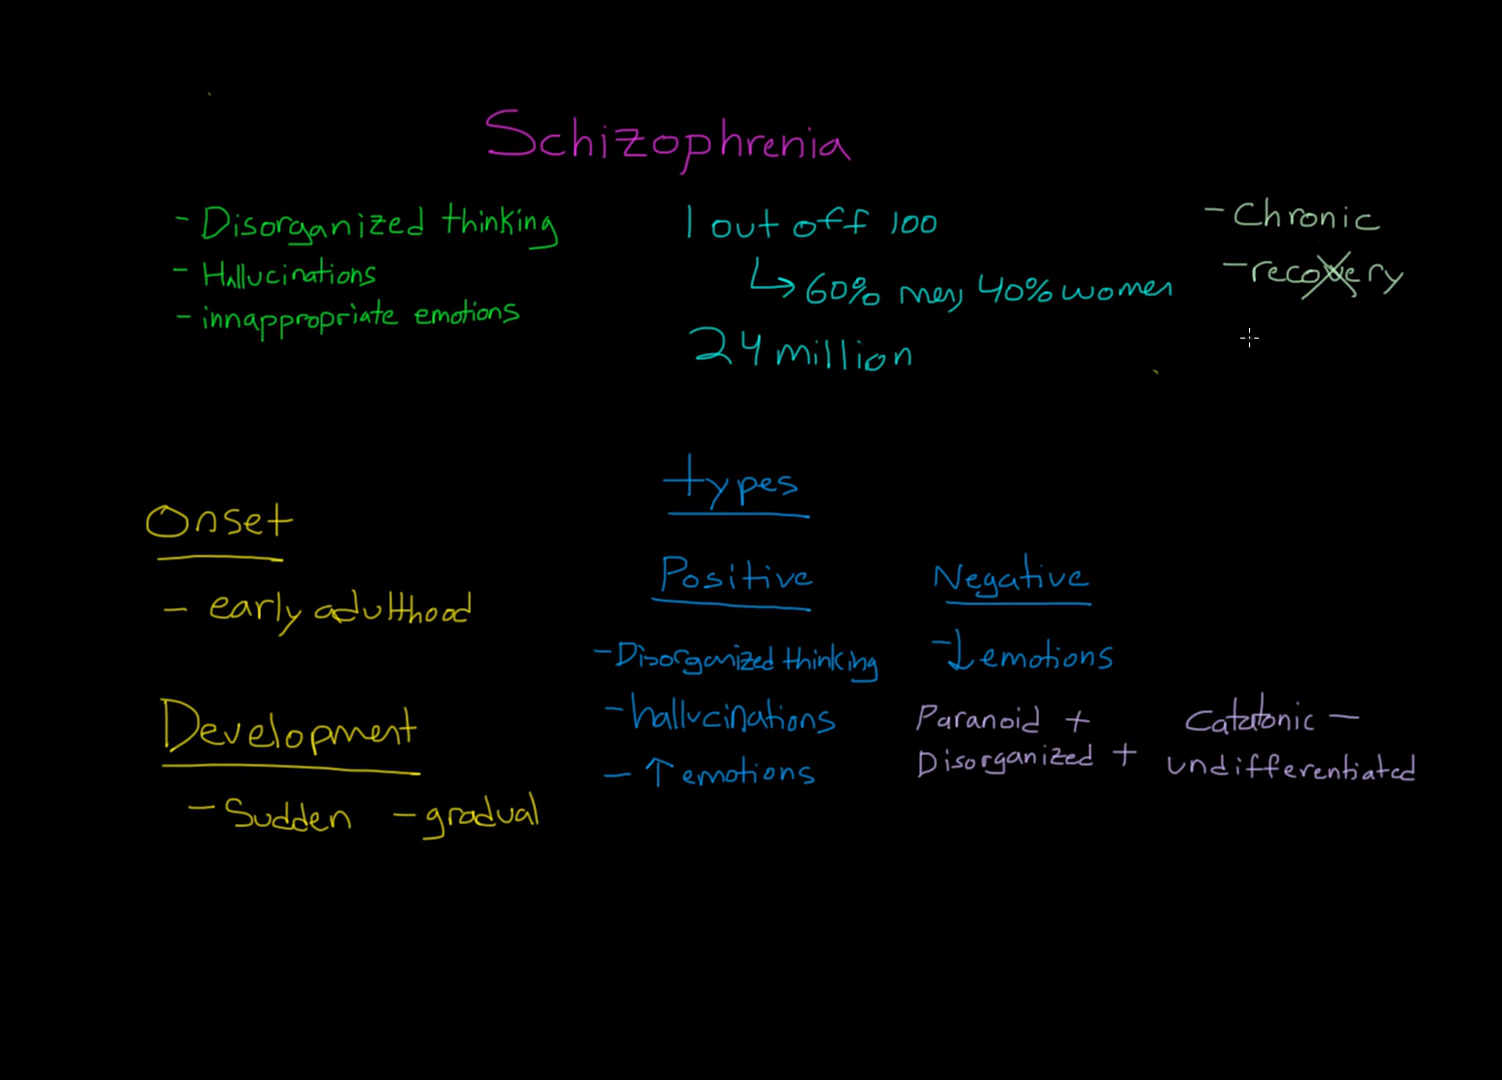 Schizophrenia
- Disorganized thinking
- Hallucinations
- innappropriate emotions
1 out off 100
↳ 60% men, 40% women
24 million
- Chronic
- recovery
Onset
- early adulthood
Development
- Sudden - gradual
types
Positive
- Disorganized thinking
- hallucinations
- ↑ emotions
Negative
- ↓ emotions
Paranoid +
Disorganized +
Catatonic -
undifferentiated